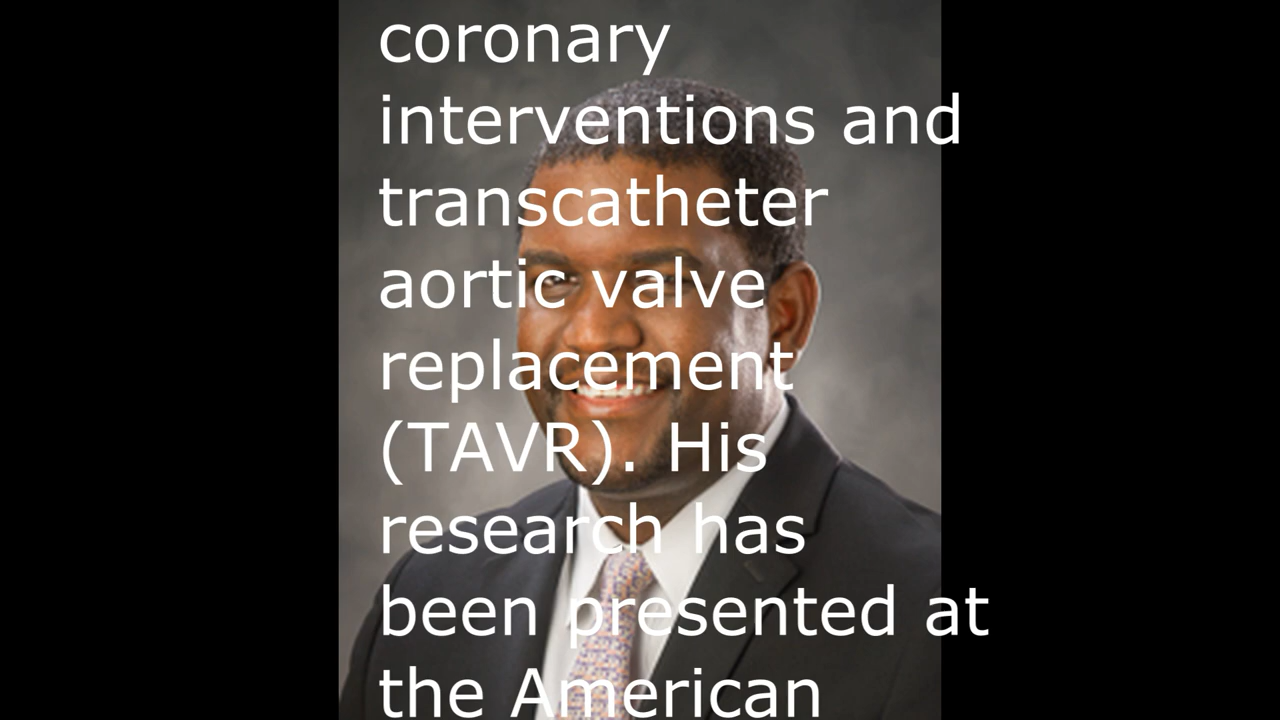 coronary
interventions and
transcatheter
aortic valve
replacement
(TAVR). His
research has
been presented at
the American